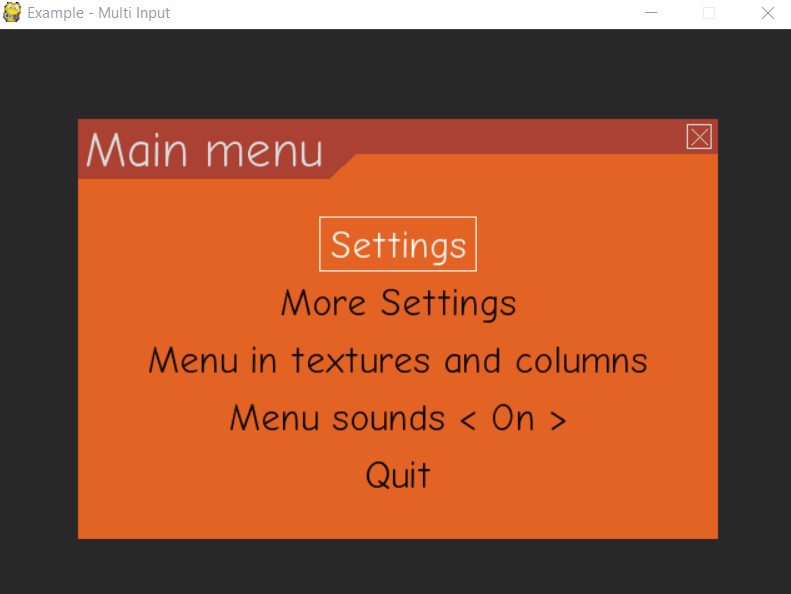 Example - Multi Input
Main menu
Settings
More Settings
Menu in textures and columns
Menu sounds < On >
Quit